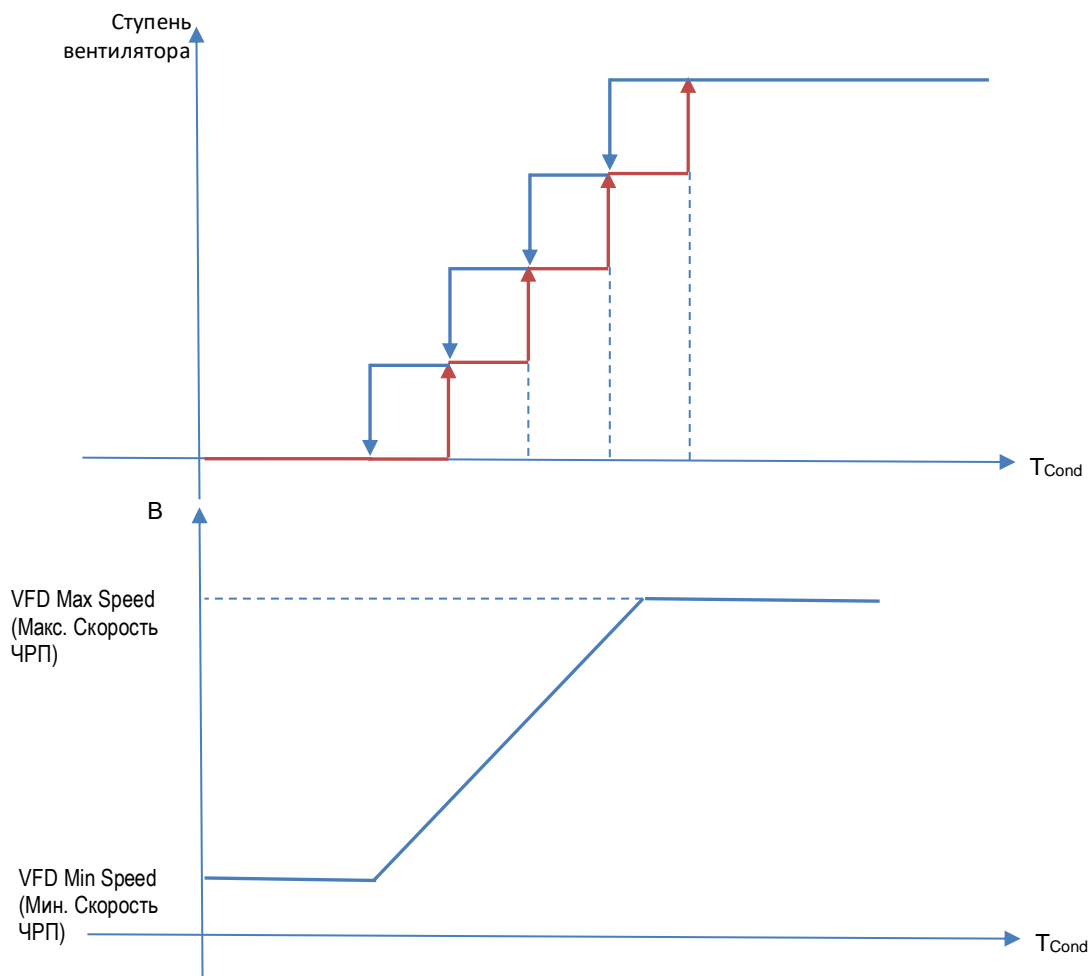 Ступень
вентилятора
TCond
В
VFD Max Speed
(Макс. Скорость
ЧРП)
VFD Min Speed
(Мин. Скорость
ЧРП)
TCond